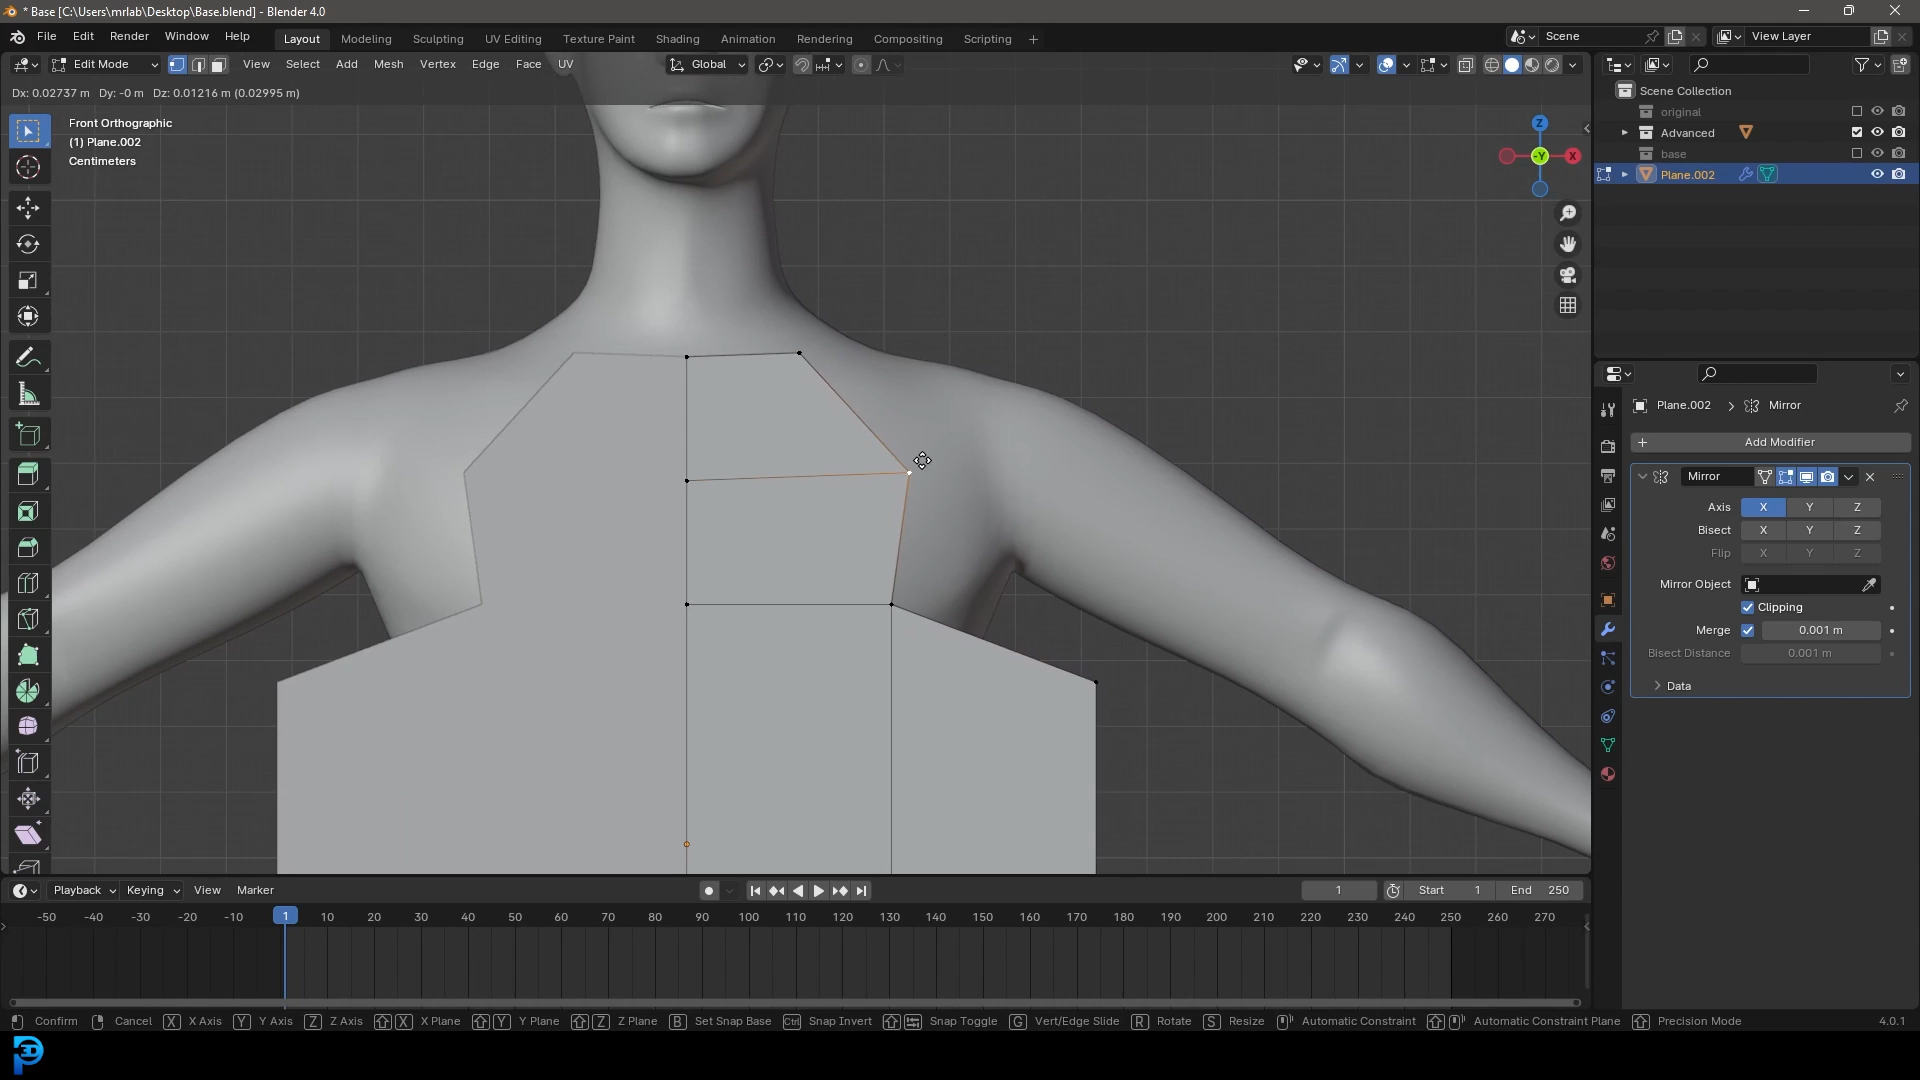 * Base [C:\Users\mrlab\Desktop\Base.blend] - Blender 4.0
File Edit Render Window Help Layout Modeling Sculpting UV Editing Texture Paint Shading Animation Rendering Compositing Scripting + Scene View Layer
Edit Mode View Select Add Mesh Vertex Edge Face UV Global
Dx: 0.02737 m Dy: -0 m Dz: 0.01216 m (0.02995 m)
Front Orthographic
(1) Plane.002
Centimeters
Z
-Y
X
Scene Collection
original
Advanced
base
Plane.002
Plane.002 > Mirror
+ Add Modifier
Mirror
Axis X Y Z
Bisect X Y Z
Flip X Y Z
Mirror Object
Clipping
Merge 0.001 m
Bisect Distance 0.001 m
Data
Playback Keying View Marker 1 Start 1 End 250
-50 -40 -30 -20 -10 1 10 20 30 40 50 60 70 80 90 100 110 120 130 140 150 160 170 180 190 200 210 220 230 240 250 260 270
Confirm Cancel X X Axis Y Y Axis Z Z Axis X X Plane Y Y Plane Z Z Plane B Set Snap Base Ctrl Snap Invert Snap Toggle G Vert/Edge Slide R Rotate S Resize Automatic Constraint Automatic Constraint Plane Precision Mode 4.0.1
3D